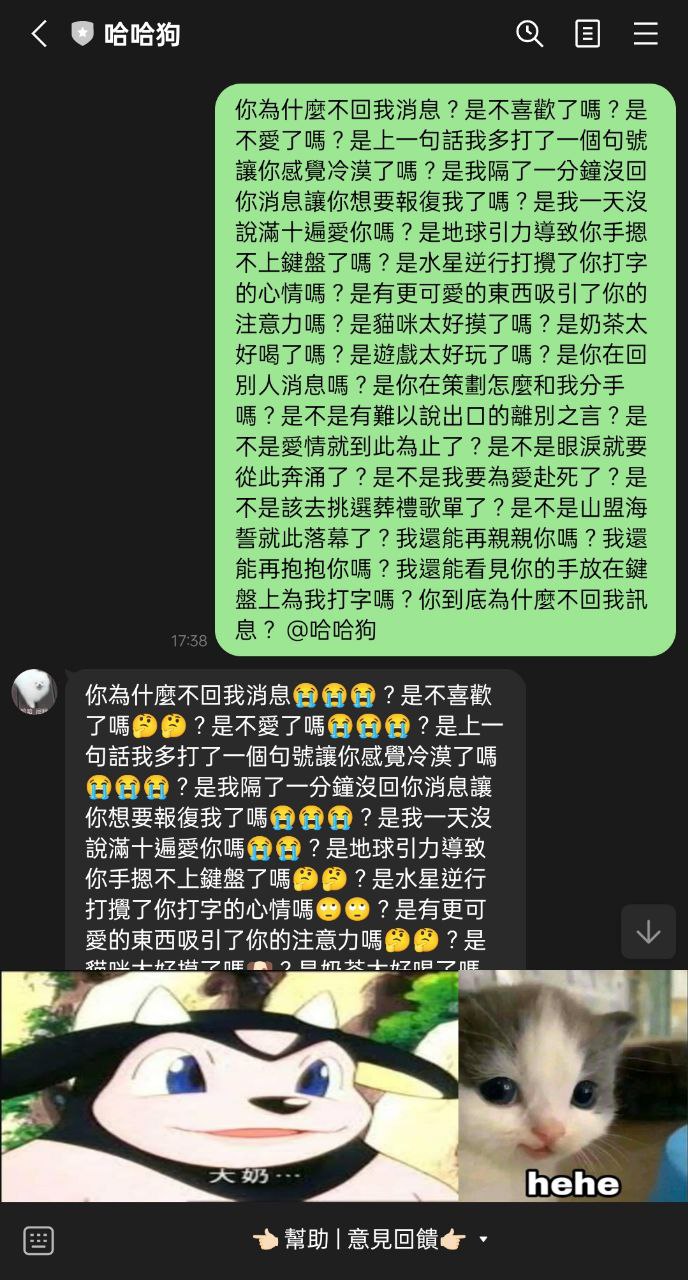 哈哈狗
你為什麼不回我消息？是不喜歡了嗎？是
不愛了嗎？是上一句話我多打了一個句號
讓你感覺冷漠了嗎？是我隔了一分鐘沒回
你消息讓你想要報復我了嗎？是我一天沒
說滿十遍愛你嗎？是地球引力導致你手摁
不上鍵盤了嗎？是水星逆行打攪了你打字
的心情嗎？是有更可愛的東西吸引了你的
注意力嗎？是貓咪太好摸了嗎？是奶茶太
好喝了嗎？是遊戲太好玩了嗎？是你在回
別人消息嗎？是你在策劃怎麼和我分手
嗎？是不是有難以說出口的離別之言？是
不是愛情就到此為止了？是不是眼淚就要
從此奔涌了？是不是我要為愛赴死了？是
不是該去挑選葬禮歌單了？是不是山盟海
誓就此落幕了？我還能再親親你嗎？我還
能再抱抱你嗎？我還能看見你的手放在鍵
盤上為我打字嗎？你到底為什麼不回我訊
息？ @哈哈狗
17:38
你為什麼不回我消息😭😭😭？是不喜歡
了嗎🤔🤔？是不愛了嗎😭😭😭？是上一
句話我多打了一個句號讓你感覺冷漠了嗎
😭😭😭？是我隔了一分鐘沒回你消息讓
你想要報復我了嗎😭😭😭？是我一天沒
說滿十遍愛你嗎😭😭？是地球引力導致
你手摁不上鍵盤了嗎🤔🤔？是水星逆行
打攪了你打字的心情嗎🙄🙄？是有更可
愛的東西吸引了你的注意力嗎🤔🤔？是
貓咪太好摸了嗎🐶？是奶茶太好喝了嗎
大奶…
hehe
👈🏻幫助 | 意見回饋👉🏻